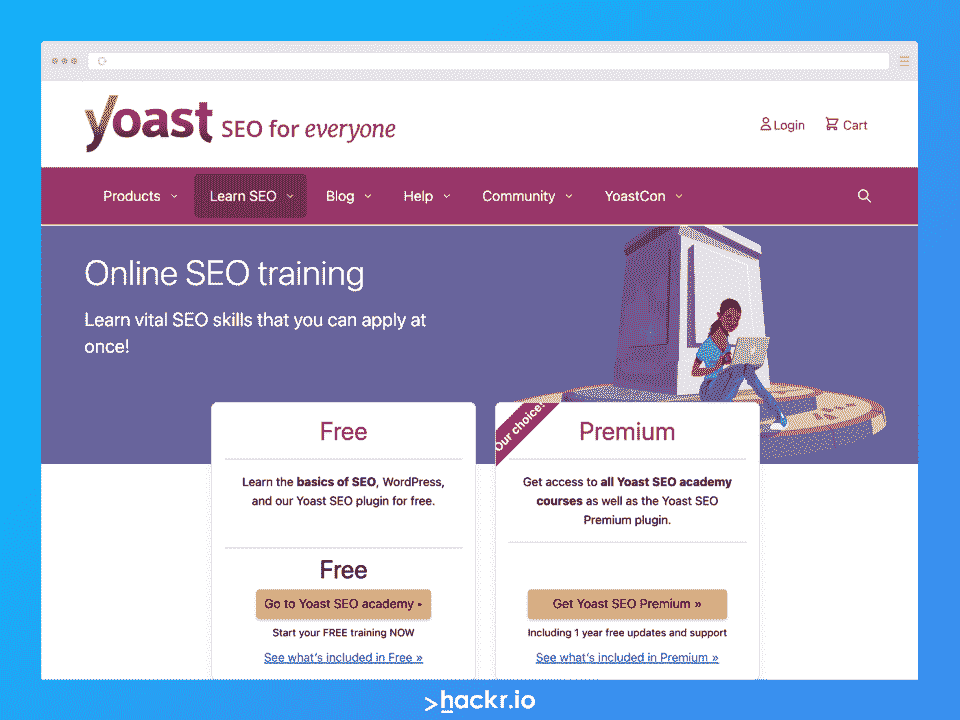 yoast SEO for everyone
Login
Cart
Products
Learn SEO
Blog
Help
Community
YoastCon
Online SEO training
Learn vital SEO skills that you can apply at
once!
Free
Learn the basics of SEO, WordPress,
and our Yoast SEO plugin for free.
Free
Go to Yoast SEO academy ▸
Start your FREE training NOW
See what's included in Free »
Our choice!
Premium
Get access to all Yoast SEO academy
courses as well as the Yoast SEO
Premium plugin.
Get Yoast SEO Premium »
Including 1 year free updates and support
See what's included in Premium »
>hackr.io